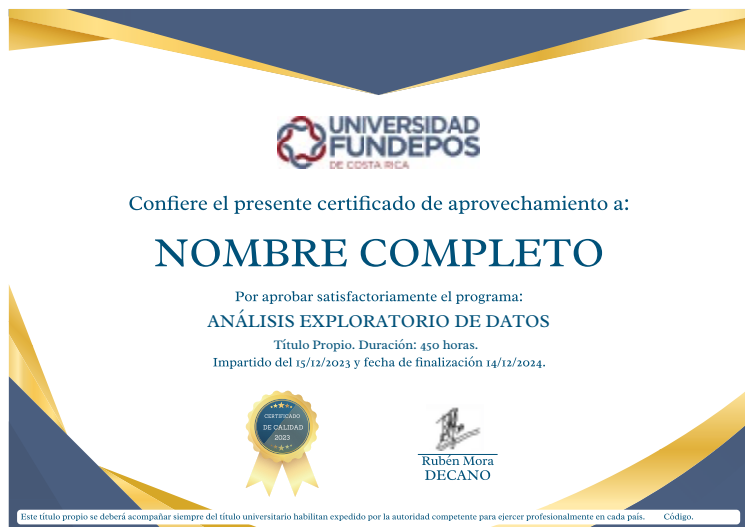 UNIVERSIDAD
FUNDEPOS
DE COSTA RICA
Confiere el presente certificado de aprovechamiento a:
NOMBRE COMPLETO
Por aprobar satisfactoriamente el programa:
ANÁLISIS EXPLORATORIO DE DATOS
Título Propio. Duración: 450 horas.
Impartido del 15/12/2023 y fecha de finalización 14/12/2024.
CERTIFICADO
DE CALIDAD
2023
Rubén Mora
DECANO
Este título propio se deberá acompañar siempre del título universitario habilitan expedido por la autoridad competente para ejercer profesionalmente en cada país. Código.